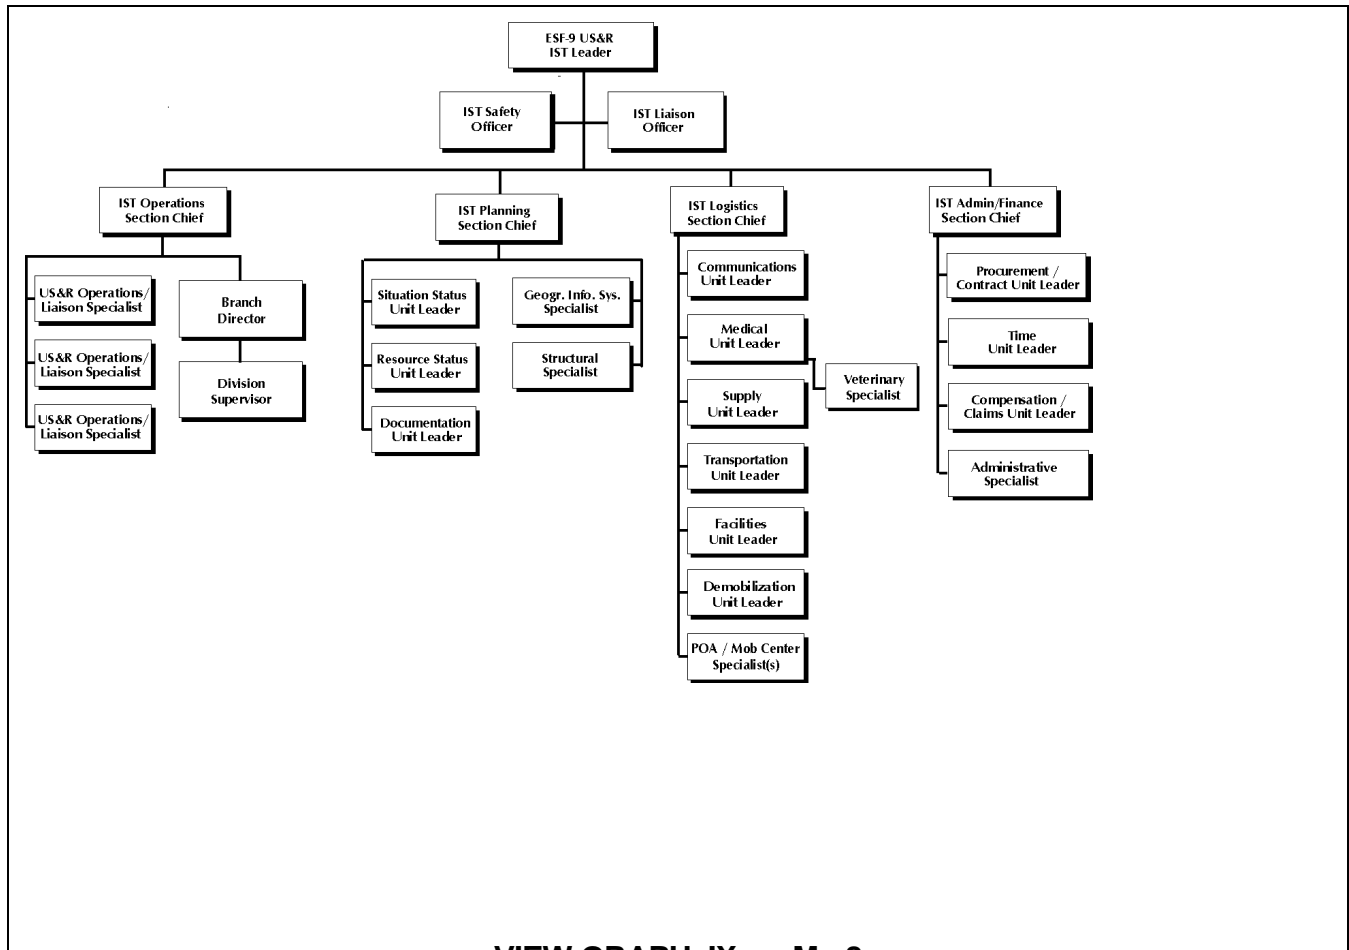 ESF-9 US&R
IST Leader
IST Safety
Officer
IST Liaison
Officer
IST Operations
Section Chief
IST Planning
Section Chief
IST Logistics
Section Chief
IST Admin/Finance
Section Chief
US&R Operations/
Liaison Specialist
US&R Operations/
Liaison Specialist
US&R Operations/
Liaison Specialist
Branch
Director
Division
Supervisor
Situation Status
Unit Leader
Resource Status
Unit Leader
Documentation
Unit Leader
Geogr. Info. Sys.
Specialist
Structural
Specialist
Communications
Unit Leader
Medical
Unit Leader
Veterinary
Specialist
Supply
Unit Leader
Transportation
Unit Leader
Facilities
Unit Leader
Demobilization
Unit Leader
POA / Mob Center
Specialist(s)
Procurement /
Contract Unit Leader
Time
Unit Leader
Compensation /
Claims Unit Leader
Administrative
Specialist
VIEW GRAPH